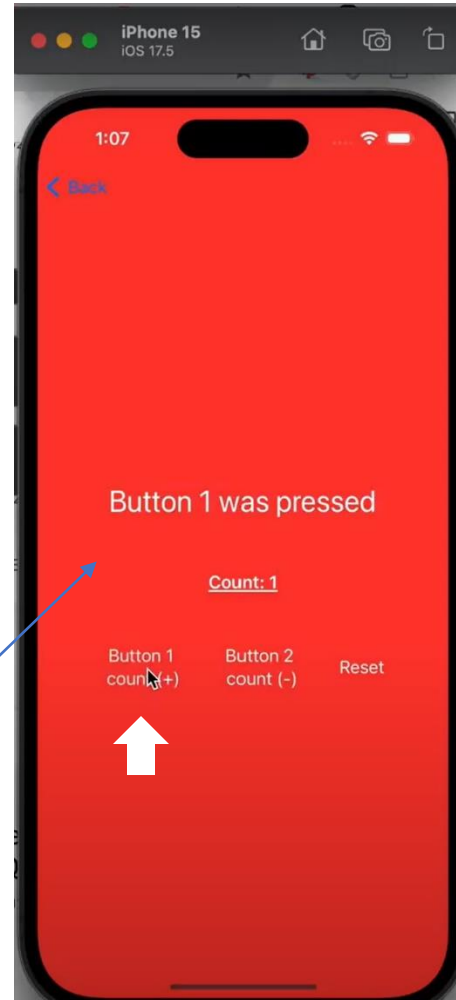 iPhone 15
iOS 17.5
1:07
Back
Button 1 was pressed
Count: 1
Button 1
count (+)
Button 2
count (-)
Reset